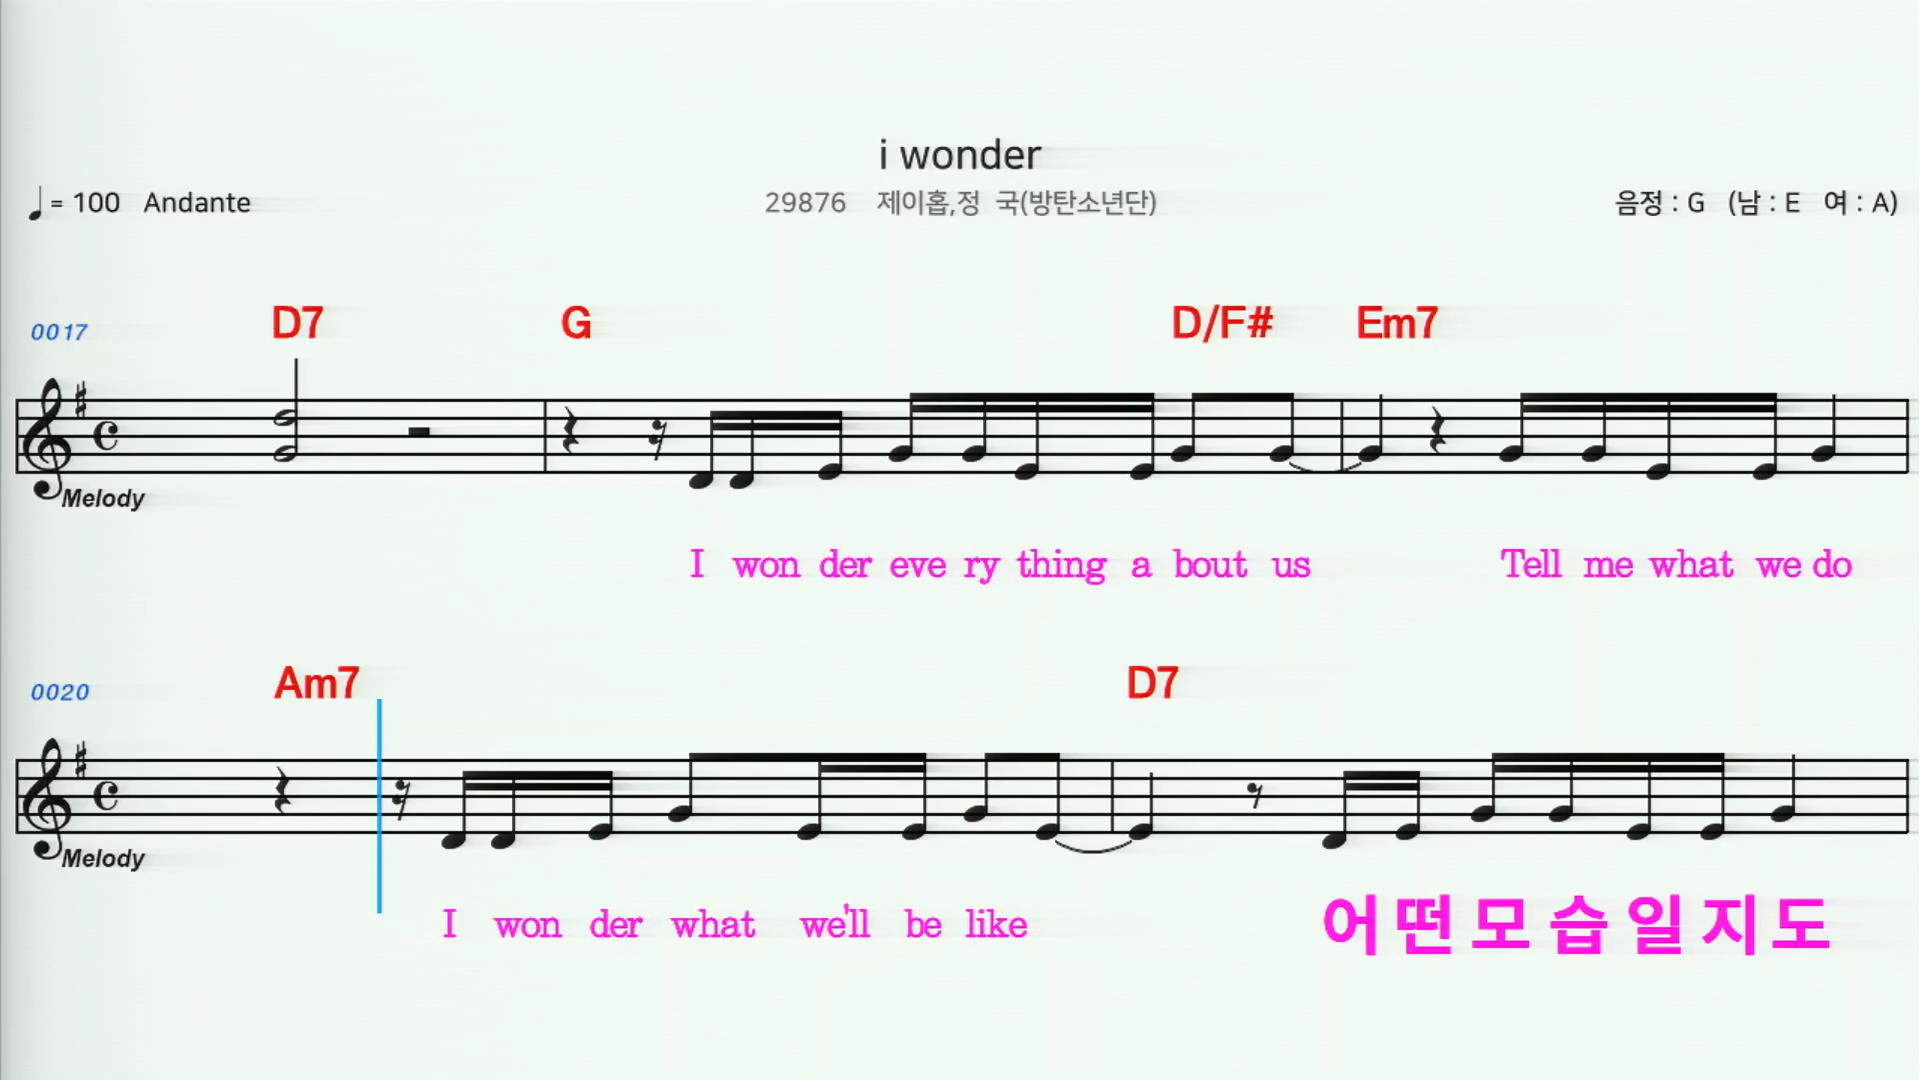 i wonder
= 100 Andante 29876 제이홉,정 국(방탄소년단) 음정 : G (남 : E 여 : A)
0017 D7 G D/F# Em7
Melody
I won der eve ry thing a bout us Tell me what we do
0020 Am7 D7
Melody
I won der what we'll be like 어떤모습일지도